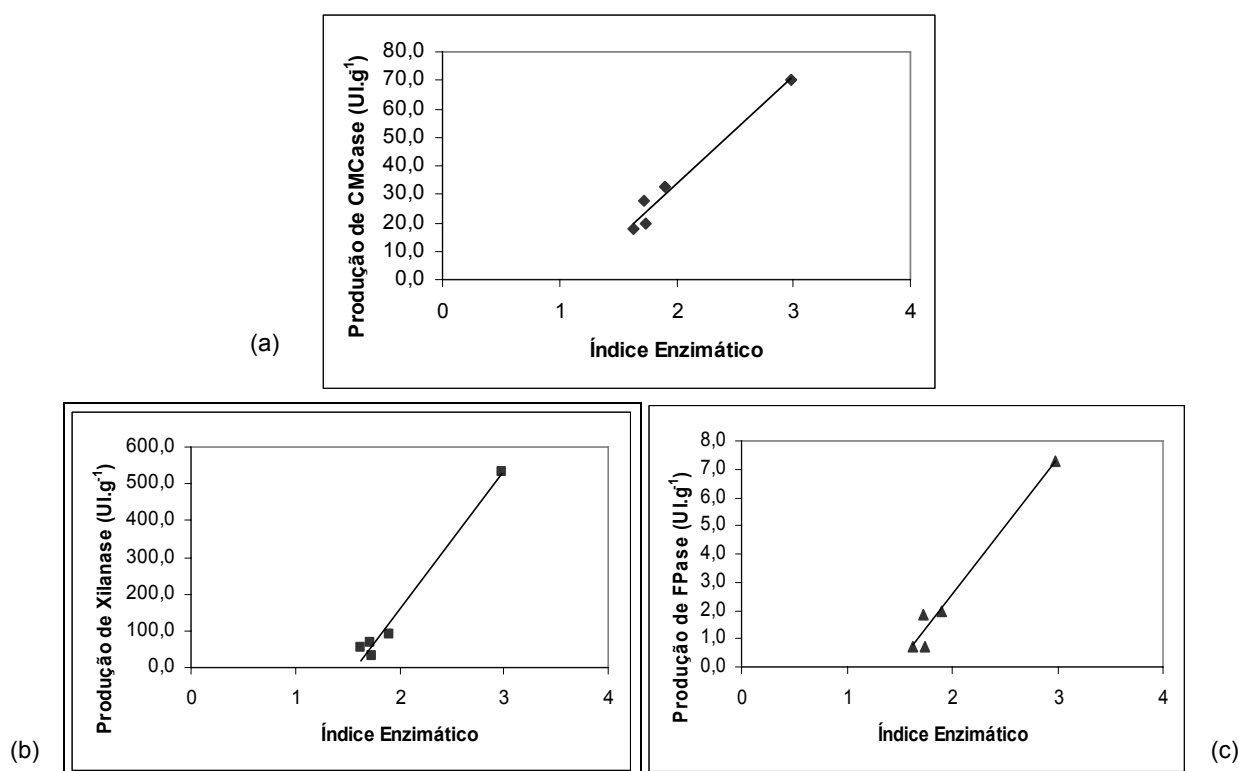 Produção de CMCase (UI.g-1)
80,0
70,0
60,0
50,0
40,0
30,0
20,0
10,0
0,0
0 1 2 3 4
Índice Enzimático
(a)
Produção de Xilanase (UI.g-1)
600,0
500,0
400,0
300,0
200,0
100,0
0,0
0 1 2 3 4
Índice Enzimático
(b)
Produção de FPase (UI.g-1)
8,0
7,0
6,0
5,0
4,0
3,0
2,0
1,0
0,0
0 1 2 3 4
Índice Enzimático
(c)